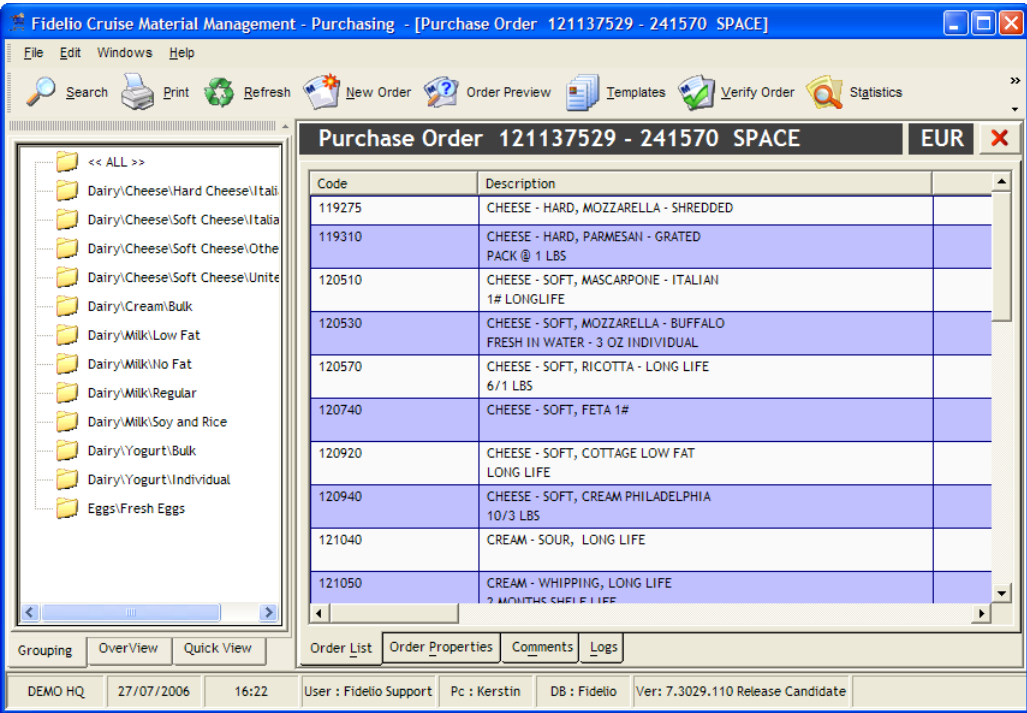 Fidelio Cruise Material Management - Purchasing - [Purchase Order 121137529 - 241570 SPACE]
File Edit Windows Help
Search Print Refresh New Order Order Preview Templates Verify Order Statistics
Purchase Order 121137529 - 241570 SPACE EUR
<< ALL >>
Dairy\Cheese\Hard Cheese\Itali
Dairy\Cheese\Soft Cheese\Italia
Dairy\Cheese\Soft Cheese\Othe
Dairy\Cheese\Soft Cheese\Unite
Dairy\Cream\Bulk
Dairy\Milk\Low Fat
Dairy\Milk\No Fat
Dairy\Milk\Regular
Dairy\Milk\Soy and Rice
Dairy\Yogurt\Bulk
Dairy\Yogurt\Individual
Eggs\Fresh Eggs
Grouping OverView Quick View
Code Description
119275 CHEESE - HARD, MOZZARELLA - SHREDDED
119310 CHEESE - HARD, PARMESAN - GRATED
PACK @ 1 LBS
120510 CHEESE - SOFT, MASCARPONE - ITALIAN
1# LONGLIFE
120530 CHEESE - SOFT, MOZZARELLA - BUFFALO
FRESH IN WATER - 3 OZ INDIVIDUAL
120570 CHEESE - SOFT, RICOTTA - LONG LIFE
6/1 LBS
120740 CHEESE - SOFT, FETA 1#
120920 CHEESE - SOFT, COTTAGE LOW FAT
LONG LIFE
120940 CHEESE - SOFT, CREAM PHILADELPHIA
10/3 LBS
121040 CREAM - SOUR, LONG LIFE
121050 CREAM - WHIPPING, LONG LIFE
2 MONTHS SHELF LIFE
Order List Order Properties Comments Logs
DEMO HQ 27/07/2006 16:22 User : Fidelio Support Pc : Kerstin DB : Fidelio Ver: 7.3029.110 Release Candidate